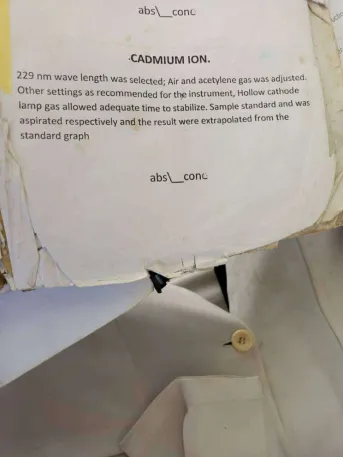 abs\__conc
.CADMIUM ION.
229 nm wave length was selected; Air and acetylene gas was adjusted.
Other settings as recommended for the instrument, Hollow cathode
lamp gas allowed adequate time to stabilize. Sample standard and was
aspirated respectively and the result were extrapolated from the
standard graph
abs\__conc